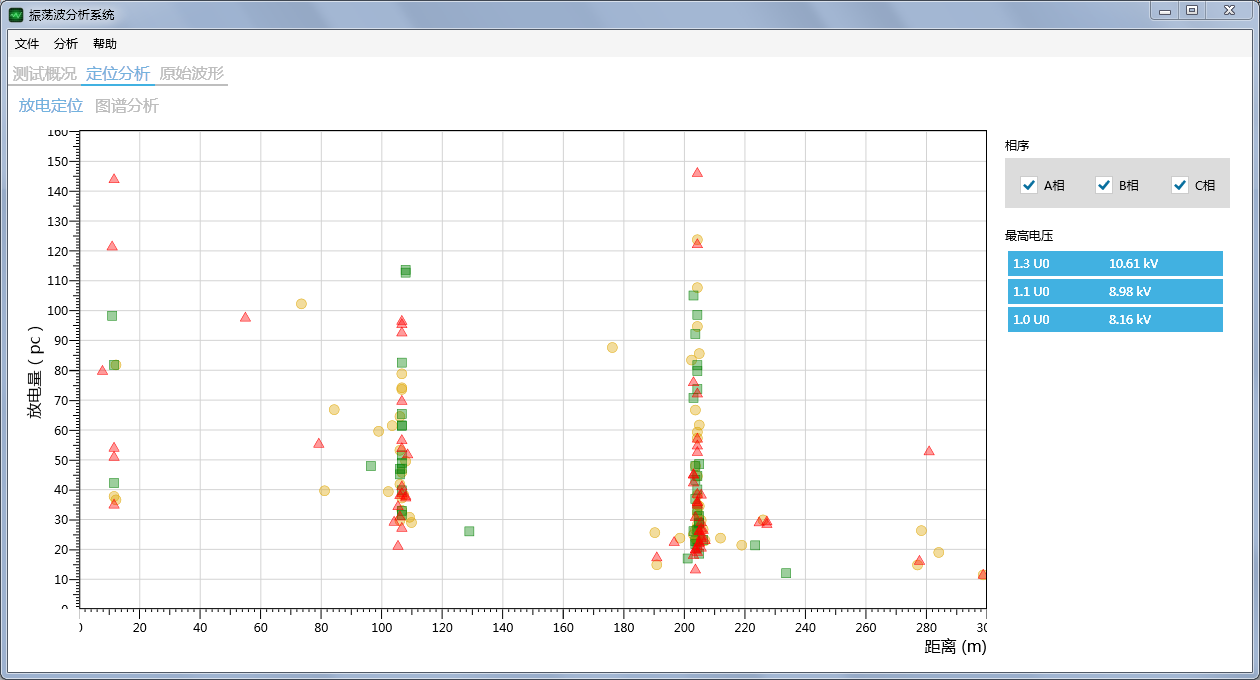 振荡波分析系统
文件 分析 帮助
测试概况 定位分析 原始波形
放电定位 图谱分析
160
150
140
130
120
110
100
90
80
70
60
50
40
30
20
10
0
放电量 ( pc )
0 20 40 60 80 100 120 140 160 180 200 220 240 260 280 30
距离 (m)
相序
A相 B相 C相
最高电压
1.3 U0 10.61 kV
1.1 U0 8.98 kV
1.0 U0 8.16 kV